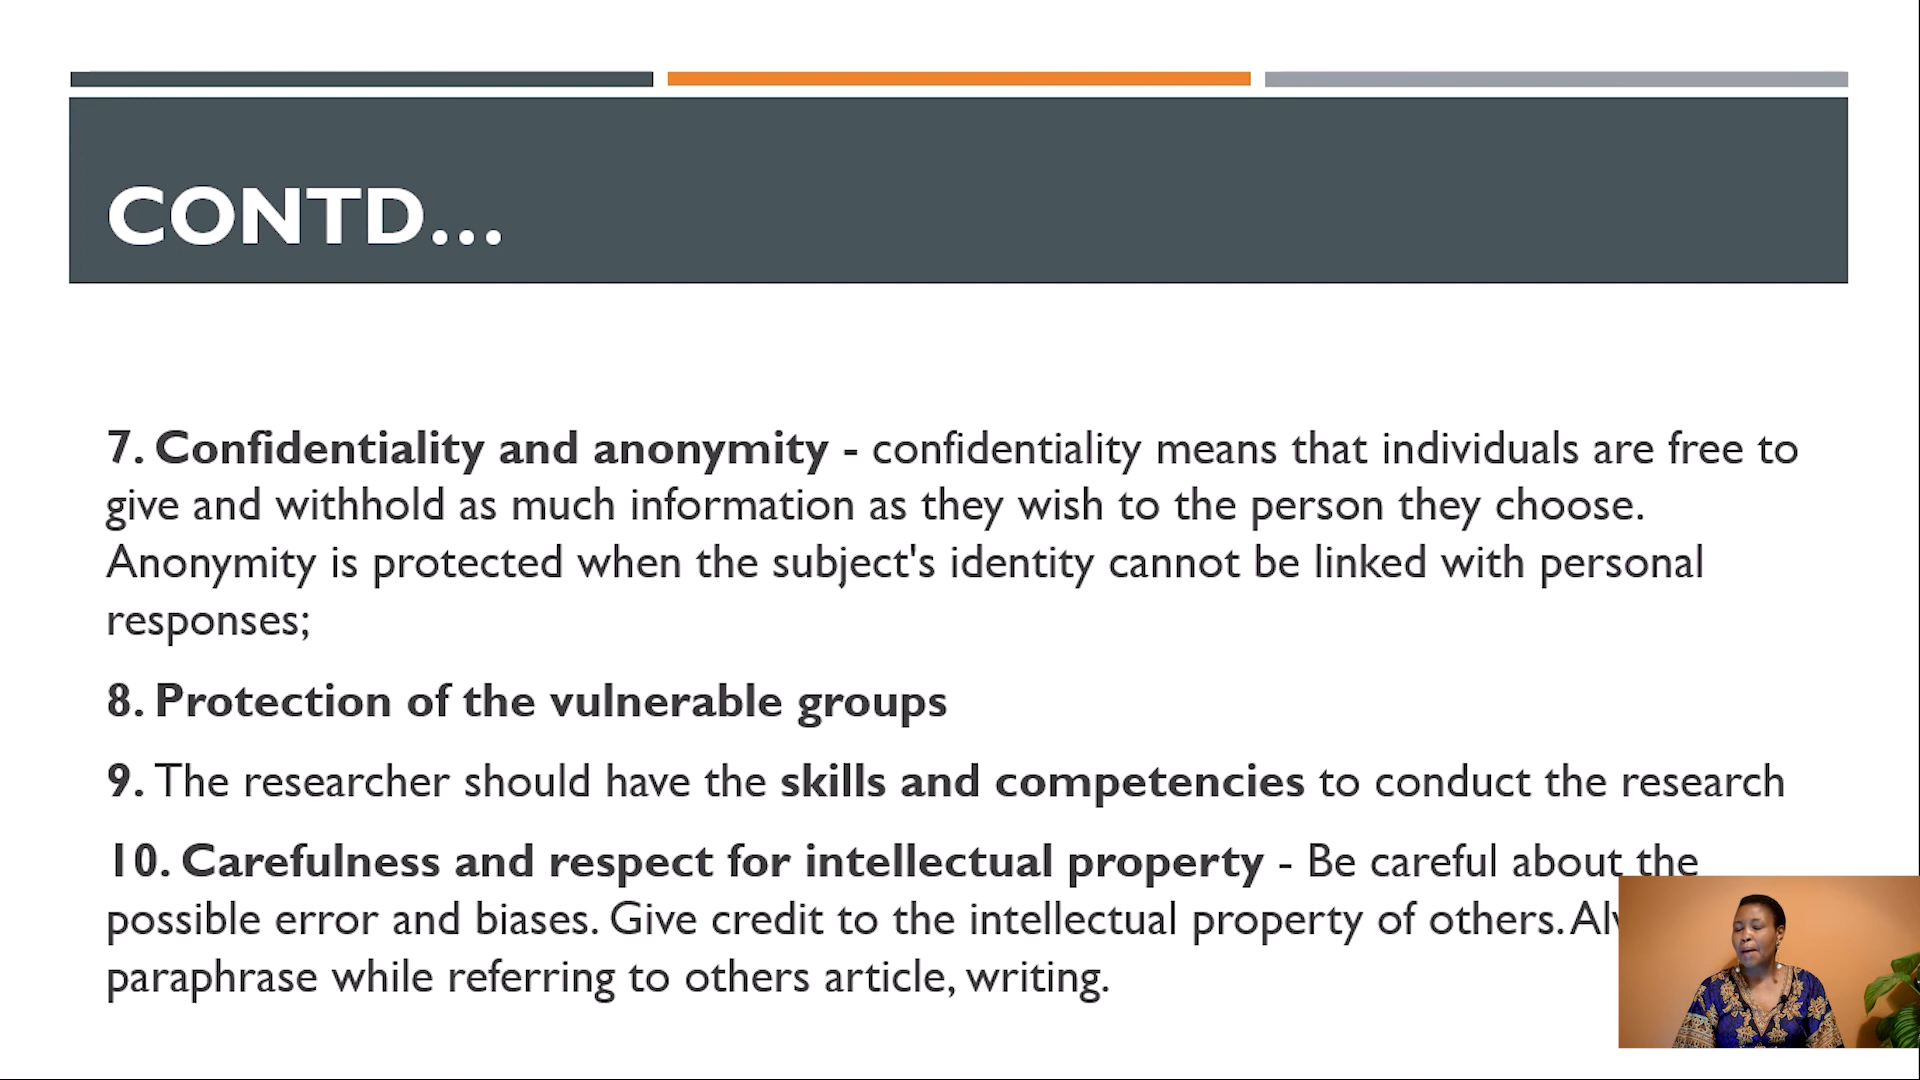 CONTD...
7. Confidentiality and anonymity - confidentiality means that individuals are free to
give and withhold as much information as they wish to the person they choose.
Anonymity is protected when the subject's identity cannot be linked with personal
responses;
8. Protection of the vulnerable groups
9. The researcher should have the skills and competencies to conduct the research
10. Carefulness and respect for intellectual property - Be careful about the
possible error and biases. Give credit to the intellectual property of others.
paraphrase while referring to others article, writing.